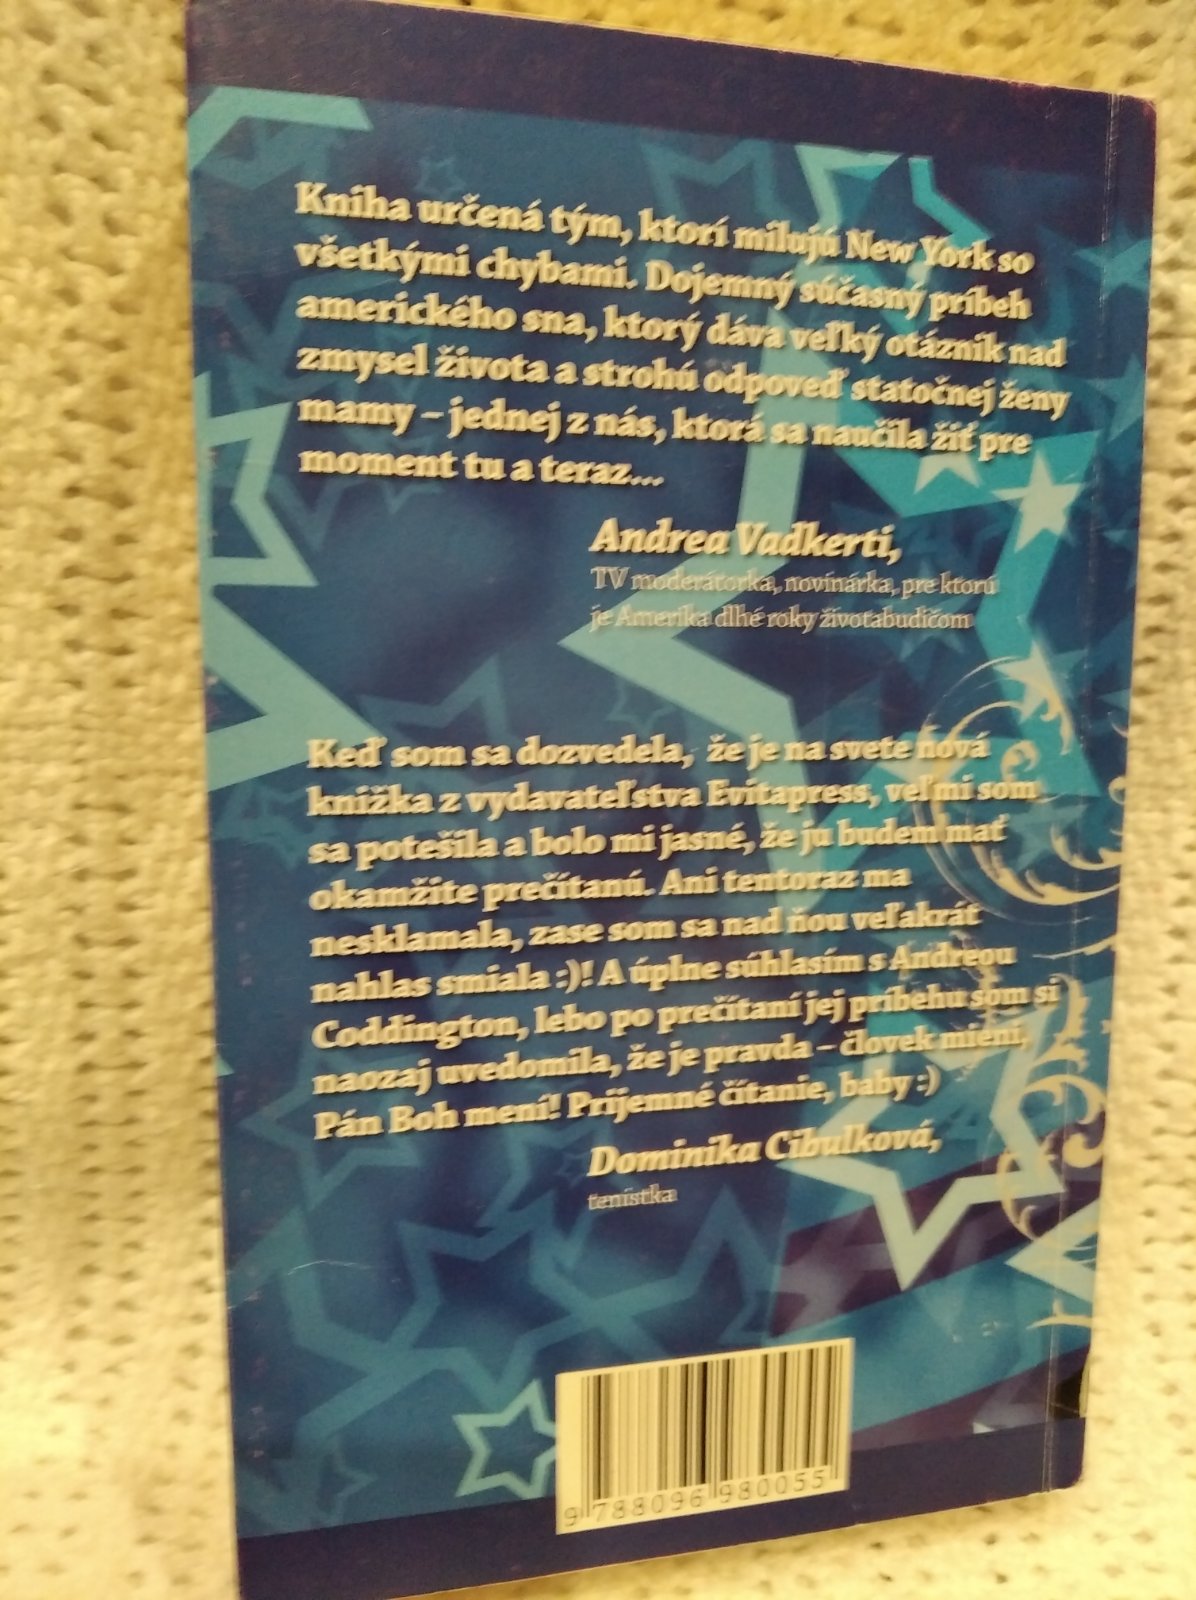 Kniha určená tým, ktorí milujú New York so
všetkými chybami. Dojemný súčasný príbeh
amerického sna, ktorý dáva veľký otáznik nad
zmysel života a strohú odpoveď statočnej ženy
mamy – jednej z nás, ktorá sa naučila žiť pre
moment tu a teraz...
Andrea Vadkerti,
TV moderátorka, novinárka, pre ktorú
je Amerika dlhé roky životabudičom
Keď som sa dozvedela, že je na svete nová
knižka z vydavateľstva Evitapress, veľmi som
sa potešila a bolo mi jasné, že ju budem mať
okamžite prečítanú. Ani tentoraz ma
nesklamala, zase som sa nad ňou veľakrát
nahlas smiala :)! A úplne súhlasím s Andreou
Coddington, lebo po prečítaní jej príbehu som si
naozaj uvedomila, že je pravda – človek mieni,
Pán Boh mení! Príjemné čítanie, baby :)
Dominika Cibulková,
tenistka
9 788096 980055